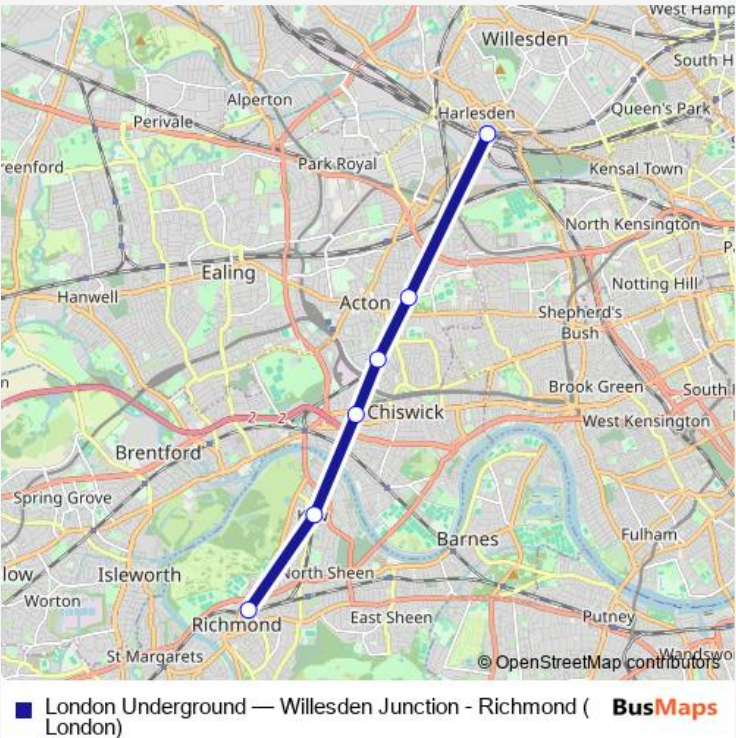 West Hamp
Willesden
South H
Alperton
Harlesden
Queen's Park
Perivale
reenford
Park Royal
Kensal Town
North Kensington
Ealing
Notting Hill
Hanwell
Acton
Shepherd's
Bush
Brook Green
South
Chiswick
2
2
West Kensington
Brentford
Spring Grove
Fulham
Barnes
low
Isleworth
North Sheen
Worton
Richmond
East Sheen
Putney
St Margarets
Wandswo
© OpenStreetMap contributors
London Underground — Willesden Junction - Richmond (
London)
BusMaps